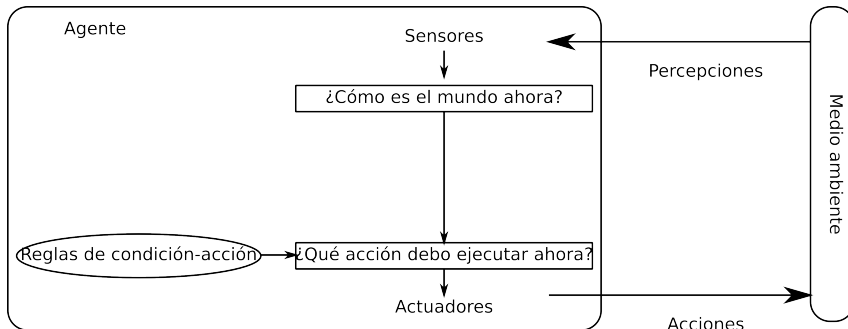 Agente
Sensores
Percepciones
¿Cómo es el mundo ahora?
Medio ambiente
Reglas de condición-acción
¿Qué acción debo ejecutar ahora?
Actuadores
Acciones